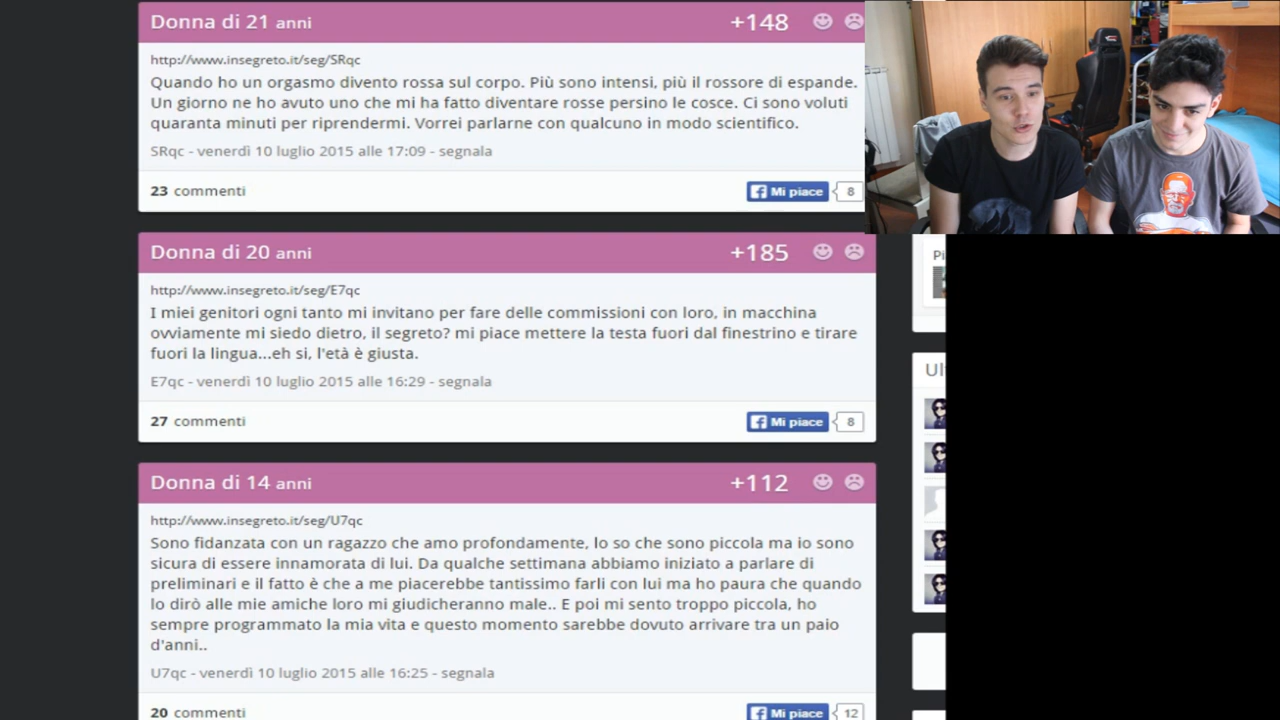 Donna di 21 anni +148
http://www.insegreto.it/seg/SRqc
Quando ho un orgasmo divento rossa sul corpo. Più sono intensi, più il rossore di espande.
Un giorno ne ho avuto uno che mi ha fatto diventare rosse persino le cosce. Ci sono voluti
quaranta minuti per riprendermi. Vorrei parlarne con qualcuno in modo scientifico.
SRqc - venerdì 10 luglio 2015 alle 17:09 - segnala
23 commenti Mi piace 8
Donna di 20 anni +185
http://www.insegreto.it/seg/E7qc
I miei genitori ogni tanto mi invitano per fare delle commissioni con loro, in macchina
ovviamente mi siedo dietro, il segreto? mi piace mettere la testa fuori dal finestrino e tirare
fuori la lingua...eh si, l'età è giusta.
E7qc - venerdì 10 luglio 2015 alle 16:29 - segnala
27 commenti Mi piace 8
Donna di 14 anni +112
http://www.insegreto.it/seg/U7qc
Sono fidanzata con un ragazzo che amo profondamente, lo so che sono piccola ma io sono
sicura di essere innamorata di lui. Da qualche settimana abbiamo iniziato a parlare di
preliminari e il fatto è che a me piacerebbe tantissimo farli con lui ma ho paura che quando
lo dirò alle mie amiche loro mi giudicheranno male.. E poi mi sento troppo piccola, ho
sempre programmato la mia vita e questo momento sarebbe dovuto arrivare tra un paio
d'anni..
U7qc - venerdì 10 luglio 2015 alle 16:25 - segnala
20 commenti Mi piace 12